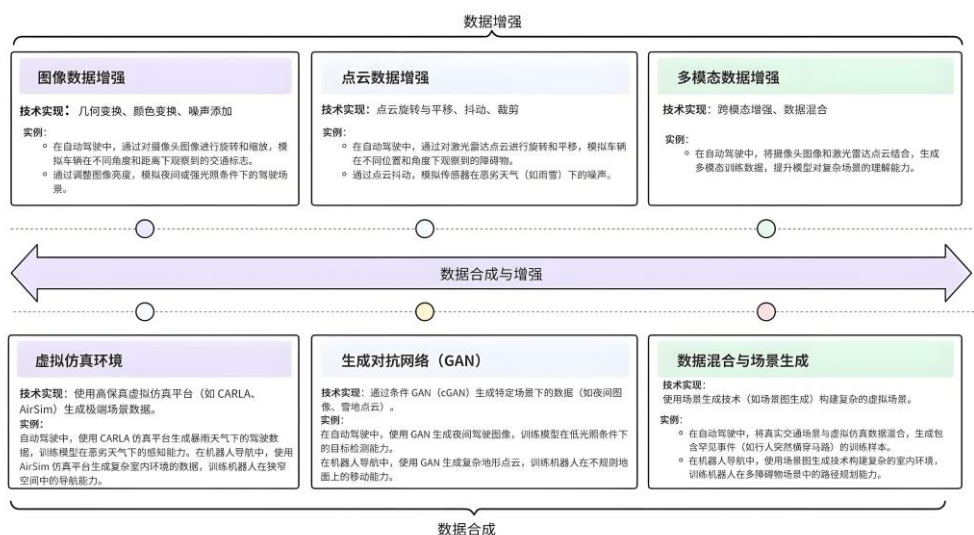 数据增强
图像数据增强
技术实现：几何变换、颜色变换、噪声添加
实例：
在自动驾驶中，通过对摄像头图像进行旋转和缩放，模
拟车辆在不同角度和距离下观察到的交通标志。
通过调整图像亮度，模拟夜间或强光照条件下的驾驶场
景。
点云数据增强
技术实现：点云旋转与平移、抖动、裁剪
实例：
在自动驾驶中，通过对激光雷达点云进行旋转和平移，模拟车辆
在不同位置和角度下观察到的障碍物。
通过点云抖动，模拟传感器在恶劣天气（如雨雪）下的噪声。
多模态数据增强
技术实现：跨模态增强、数据混合
实例：
在自动驾驶中，将摄像头图像和激光雷达点云结合，生成
多模态训练数据，提升模型对复杂场景的理解能力。
数据合成与增强
虚拟仿真环境
技术实现：使用高保真虚拟仿真平台（如 CARLA、
AirSim）生成极端场景数据。
实例：
自动驾驶中，使用 CARLA 仿真平台生成暴雨天气下的驾驶数
据，训练模型在恶劣天气下的感知能力。在机器人导航中，使用
AirSim 仿真平台生成复杂室内环境的数据，训练机器人在狭窄
空间中的导航能力。
生成对抗网络（GAN）
技术实现：通过条件 GAN（cGAN）生成特定场景下的数据（如夜间图
像、雪地点云）。
实例：
在自动驾驶中，使用 GAN 生成夜间驾驶图像，训练模型在低光照条件下
的目标检测能力。
在机器人导航中，使用 GAN 生成复杂地形点云，训练机器人在不规则地
面上的移动能力。
数据混合与场景生成
技术实现：
使用场景生成技术（如场景图生成）构建复杂的虚拟场景。
实例：
在自动驾驶中，将真实交通场景与虚拟仿真数据混合，生成包
含罕见事件（如行人突然横穿马路）的训练样本。
在机器人导航中，使用场景图生成技术构建复杂的室内环境，
训练机器人在多障碍物场景中的路径规划能力。
数据合成